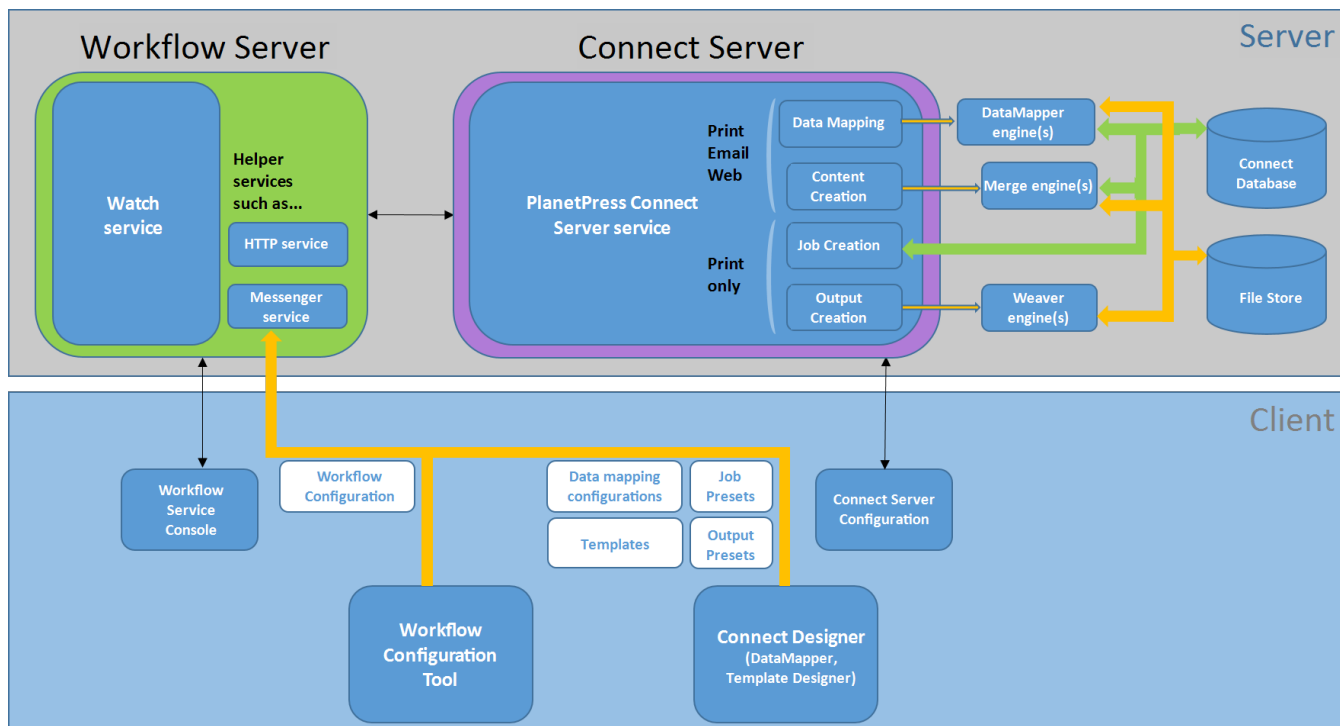 Server
Workflow Server
Connect Server
Watch
service
Helper
services
such as...
HTTP service
Messenger
service
PlanetPress Connect
Server service
Print
Email
Web
Print
only
Data Mapping
Content
Creation
Job Creation
Output
Creation
DataMapper
engine(s)
Merge engine(s)
Weaver
engine(s)
Connect
Database
File Store
Client
Workflow
Service
Console
Workflow
Configuration
Data mapping
configurations
Job
Presets
Templates
Output
Presets
Connect Server
Configuration
Workflow
Configuration
Tool
Connect Designer
(DataMapper,
Template Designer)